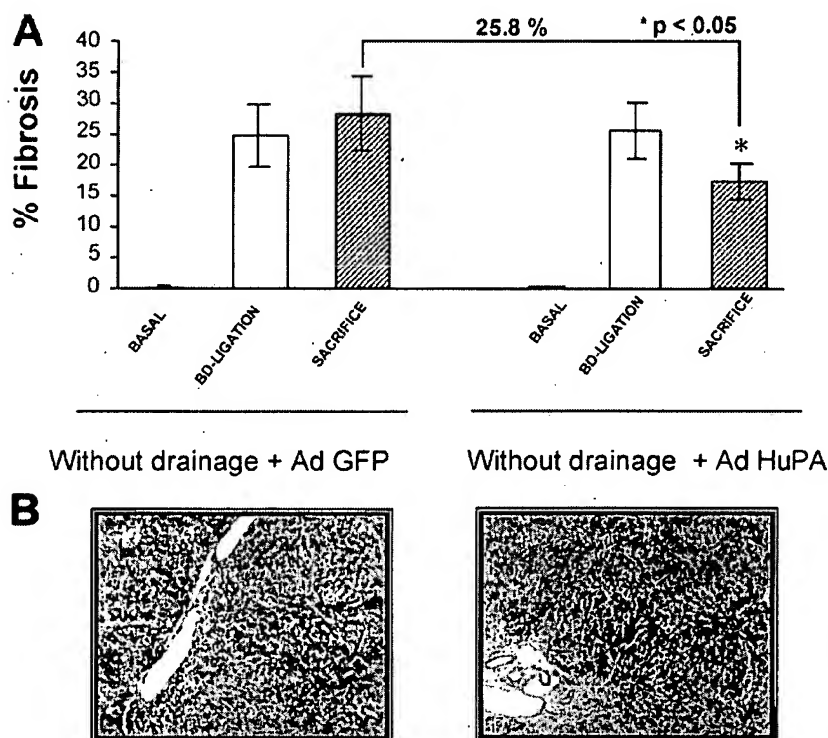 A
25.8 % * p < 0.05
% Fibrosis
40
35
30
25
20
15
10
5
0
*
BASAL
BD-LIGATION
SACRIFICE
BASAL
BD-LIGATION
SACRIFICE
Without drainage + Ad GFP
Without drainage + Ad HuPA
B